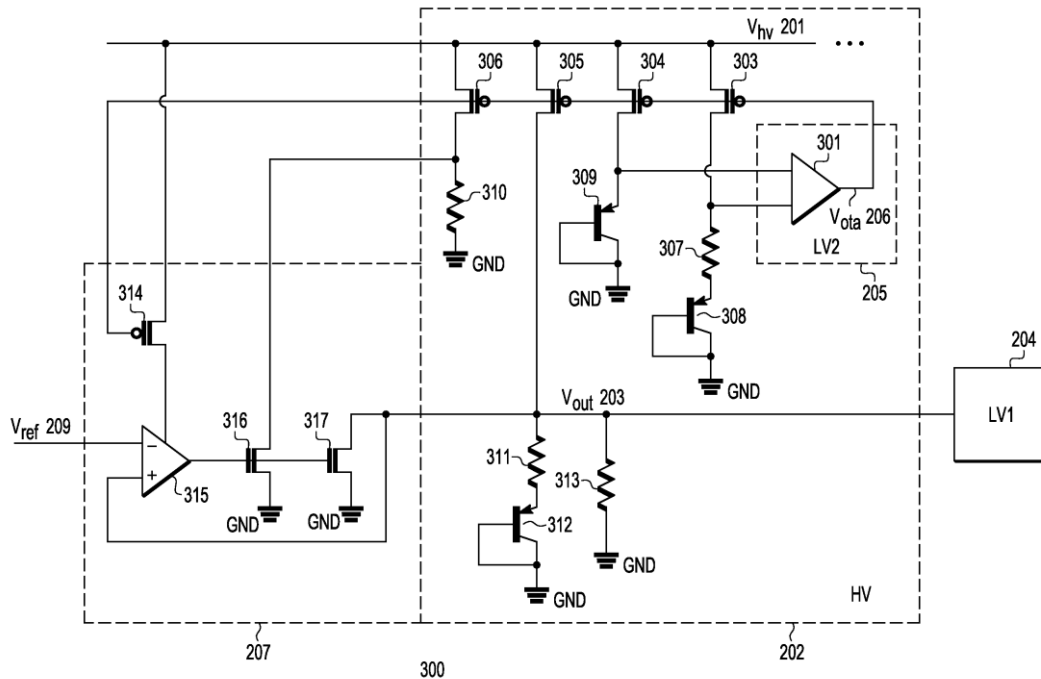 V_hv 201 • • •
306 305 304 303
301
309
310
V_ota 206
307
LV2
GND
314
GND
205
308
204
GND
V_out 203
LV1
V_ref 209
316 317
−
+
311
313
315
GND GND
312
GND
GND
HV
207 300 202